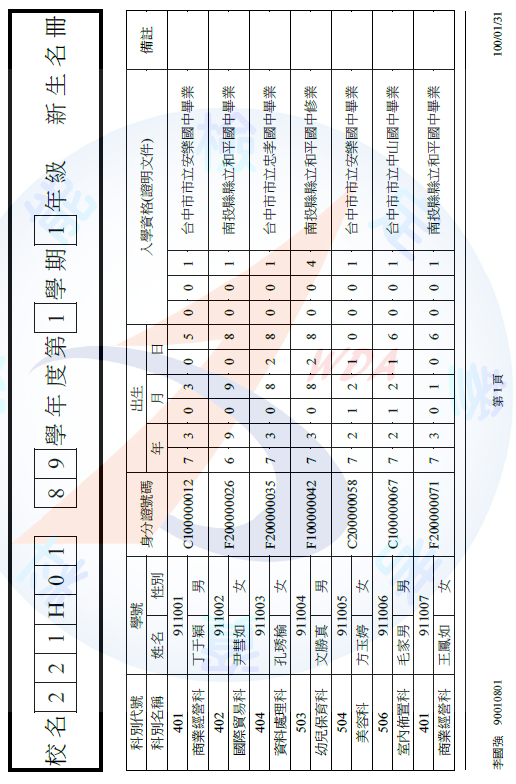 校名 2 2 1 H 0 1 8 9 學年度第 1 學期 1 年級 新生名冊
科別代號 學號 身分證號碼 出生 入學資格(證明文件) 備註
科別名稱 姓名 性別 年 月 日
401 911001
商業經營科 丁于穎 男 C100000012 7 3 0 3 0 5 0 0 1 台中市市立安樂國中畢業
402 911002
國際貿易科 尹彗如 女 F200000026 6 9 0 9 0 8 0 0 1 南投縣縣立和平國中畢業
404 911003
資料處理科 孔琇榆 女 F200000035 7 3 0 8 2 8 0 0 1 台中市市立忠孝國中畢業
503 911004
幼兒保育科 文勝真 男 F100000042 7 3 0 8 2 8 0 0 4 南投縣縣立和平國中修業
504 911005
美容科 方玉婷 女 C200000058 7 2 1 2 1 0 0 0 1 台中市市立安樂國中畢業
506 911006
室內佈置科 毛家男 男 C100000067 7 2 1 2 1 6 0 0 1 台中市市立中山國中畢業
401 911007
商業經營科 王鳳如 女 F200000071 7 3 0 1 0 6 0 0 1 南投縣縣立和平國中畢業
李國強 90010801 第1頁 100/01/31
WDA